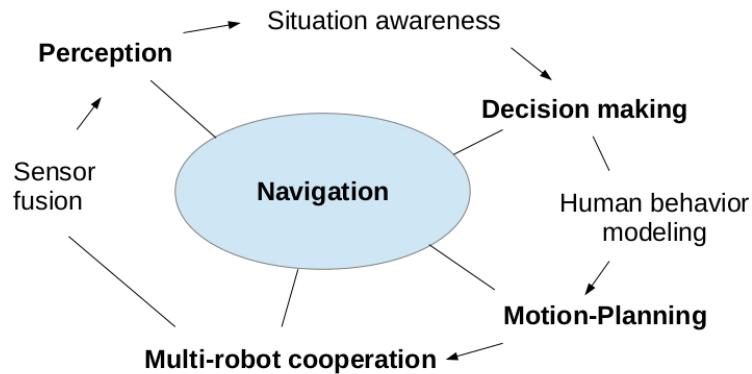 Situation awareness
Perception
Decision making
Sensor
fusion
Navigation
Human behavior
modeling
Motion-Planning
Multi-robot cooperation